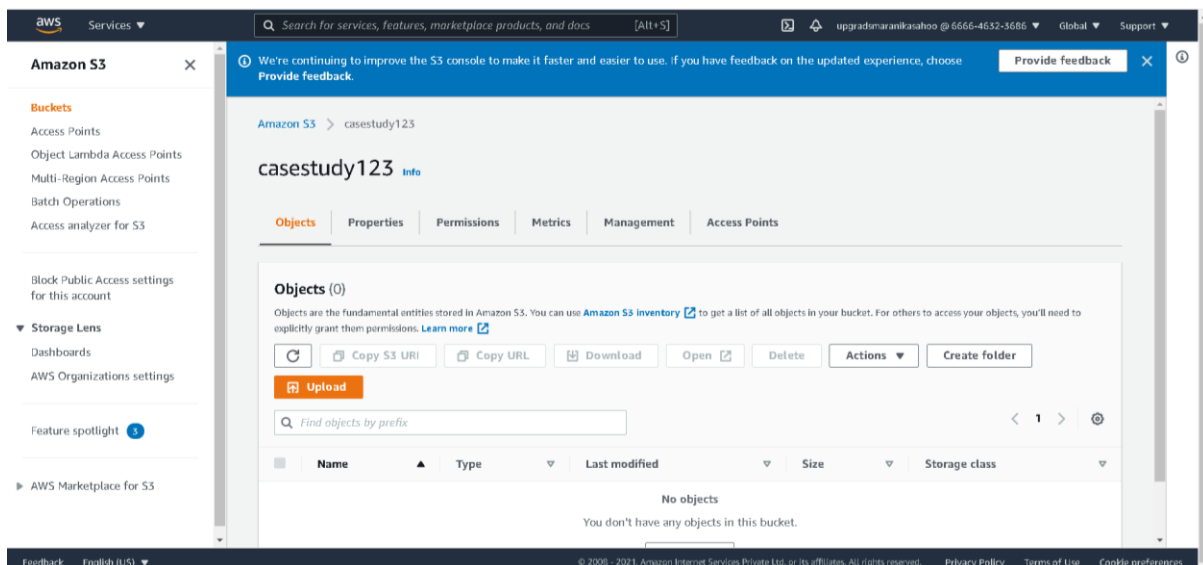 aws
Services ▼
Search for services, features, marketplace products, and docs [Alt+S]
upgradsmaranikasahoo @ 6666-4632-3686 ▼
Global ▼
Support ▼
Amazon S3
Buckets
Access Points
Object Lambda Access Points
Multi-Region Access Points
Batch Operations
Access analyzer for S3
Block Public Access settings
for this account
▼ Storage Lens
Dashboards
AWS Organizations settings
Feature spotlight 3
AWS Marketplace for S3
We're continuing to improve the S3 console to make it faster and easier to use. If you have feedback on the updated experience, choose
Provide feedback.
Provide feedback
Amazon S3 > casestudy123
casestudy123 Info
Objects Properties Permissions Metrics Management Access Points
Objects (0)
Objects are the fundamental entities stored in Amazon S3. You can use Amazon S3 inventory to get a list of all objects in your bucket. For others to access your objects, you'll need to
explicitly grant them permissions. Learn more
Copy S3 URI Copy URL Download Open Delete Actions ▼ Create folder
Upload
Find objects by prefix
< 1 >
Name ▲ Type Last modified Size Storage class
No objects
You don't have any objects in this bucket.
Feedback English (US) ▼ © 2008 - 2021, Amazon Internet Services Private Ltd. or its affiliates. All rights reserved. Privacy Policy Terms of Use Cookie preferences